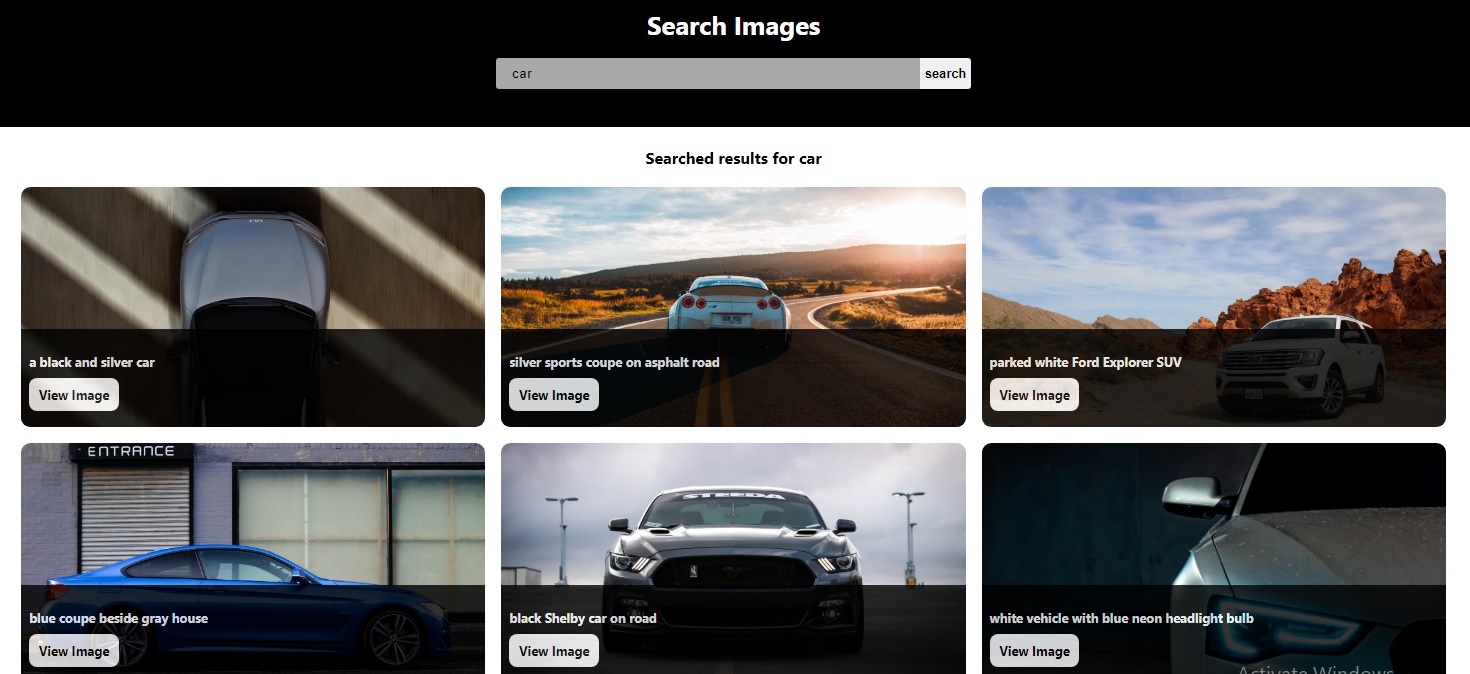 Search Images
car
search
Searched results for car
a black and silver car
View Image
silver sports coupe on asphalt road
View Image
parked white Ford Explorer SUV
View Image
ENTRANCE
blue coupe beside gray house
View Image
STEEDA
black Shelby car on road
View Image
white vehicle with blue neon headlight bulb
View Image
Activate Windows